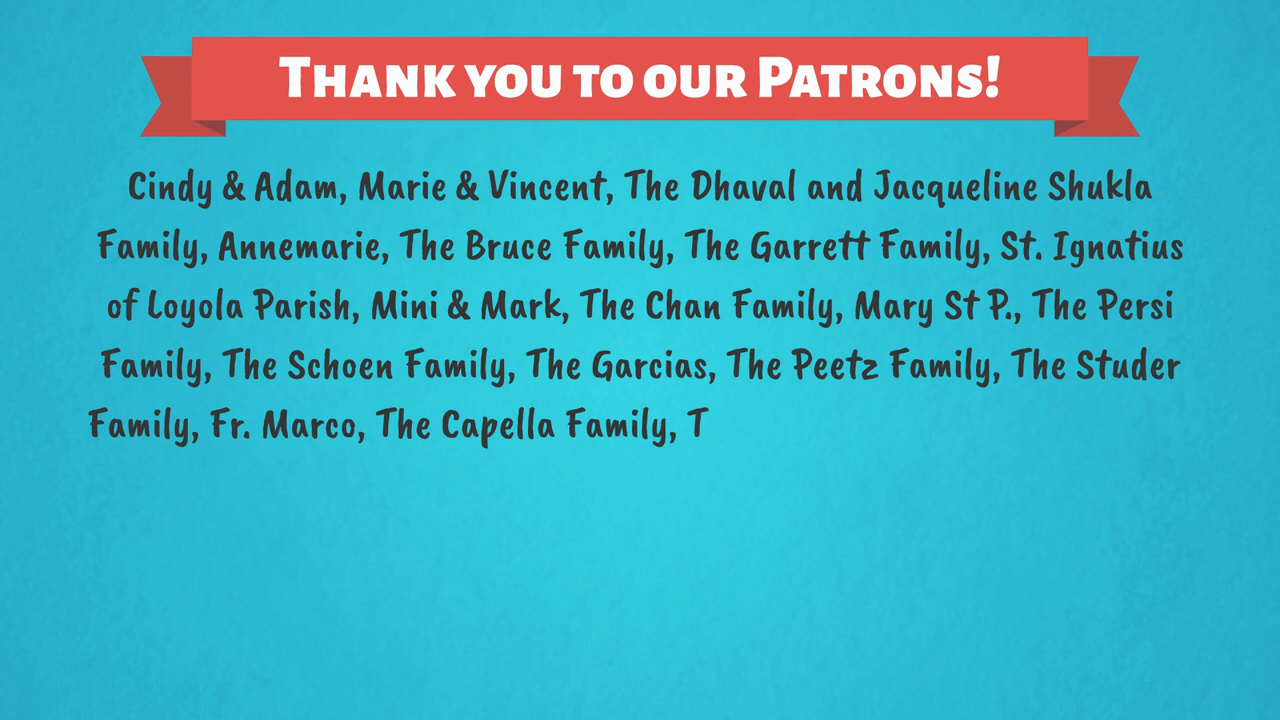 Thank you to our Patrons!
Cindy & Adam, Marie & Vincent, The Dhaval and Jacqueline Shukla
Family, Annemarie, The Bruce Family, The Garrett Family, St. Ignatius
of Loyola Parish, Mini & Mark, The Chan Family, Mary St P., The Persi
Family, The Schoen Family, The Garcias, The Peetz Family, The Studer
Family, Fr. Marco, The Capella Family, T